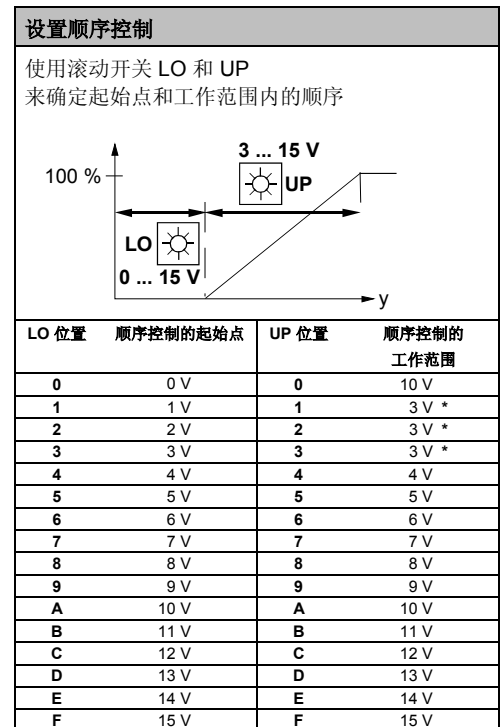 设置顺序控制
使用滚动开关 LO 和 UP
来确定起始点和工作范围内的顺序
3 ... 15 V
100 %
UP
LO
0 ... 15 V
y
LO 位置 顺序控制的起始点 UP 位置 顺序控制的
工作范围
0 0 V 0 10 V
1 1 V 1 3 V *
2 2 V 2 3 V *
3 3 V 3 3 V *
4 4 V 4 4 V
5 5 V 5 5 V
6 6 V 6 6 V
7 7 V 7 7 V
8 8 V 8 8 V
9 9 V 9 9 V
A 10 V A 10 V
B 11 V B 11 V
C 12 V C 12 V
D 13 V D 13 V
E 14 V E 14 V
F 15 V F 15 V